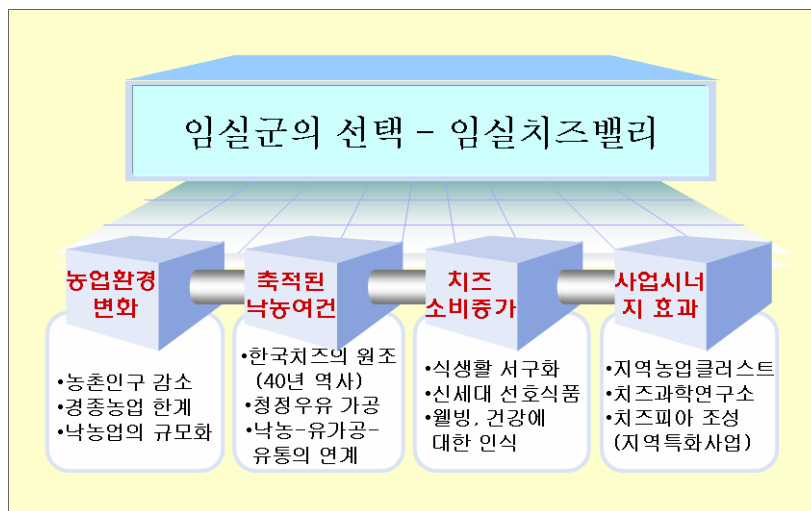 임실군의 선택 – 임실치즈밸리
농업환경
변화
•농촌인구 감소
•경종농업 한계
•낙농업의 규모화
축적된
낙농여건
•한국치즈의 원조
(40년 역사)
•청정우유 가공
•낙농-유가공-
유통의 연계
치즈
소비증가
•식생활 서구화
•신세대 선호식품
•웰빙, 건강에
대한 인식
사업시너
지 효과
•지역농업클러스트
•치즈과학연구소
•치즈피아 조성
(지역특화사업)